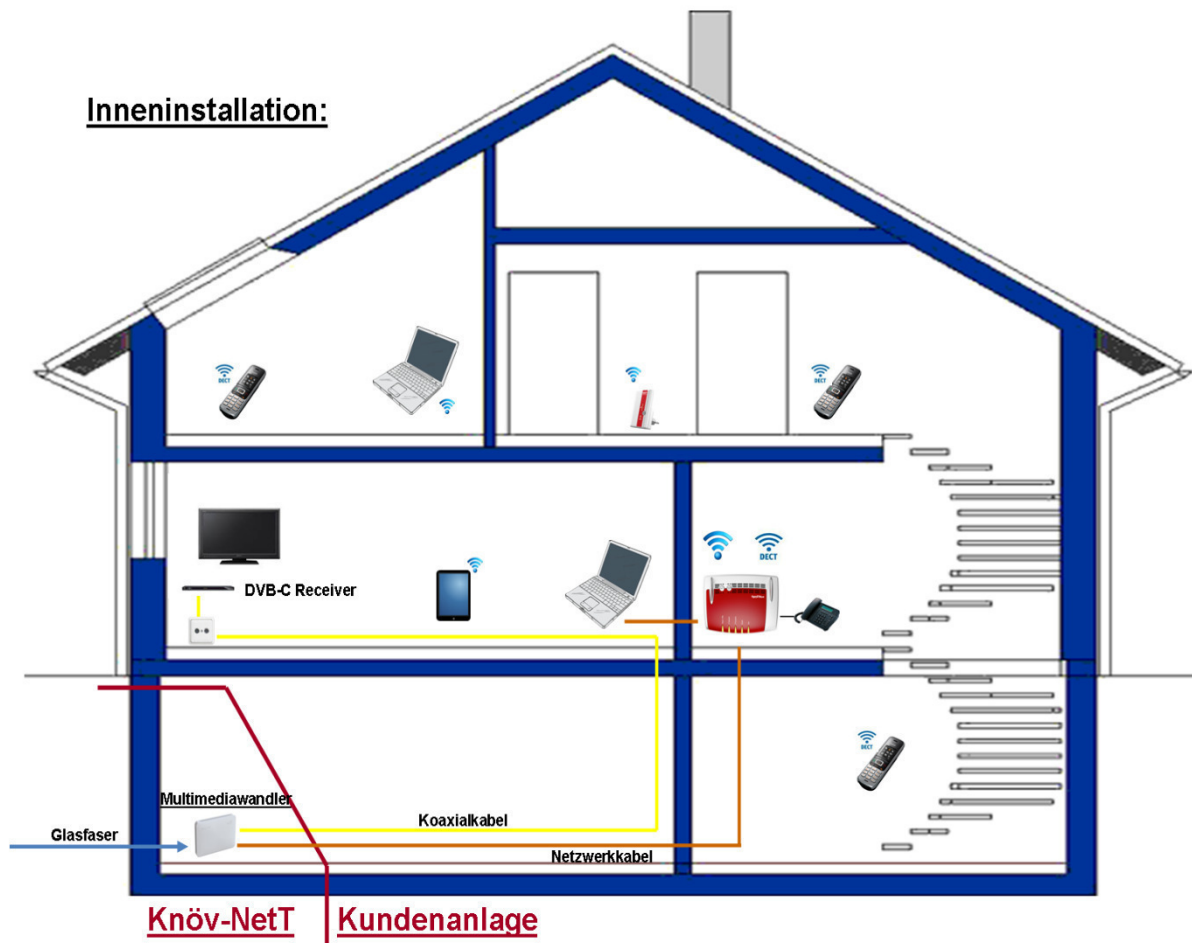 Inneninstallation:
DECT
DECT
DECT
DVB-C Receiver
DECT
Multimediawandler
Koaxialkabel
Glasfaser
Netzwerkkabel
Knöv-NetT
Kundenanlage